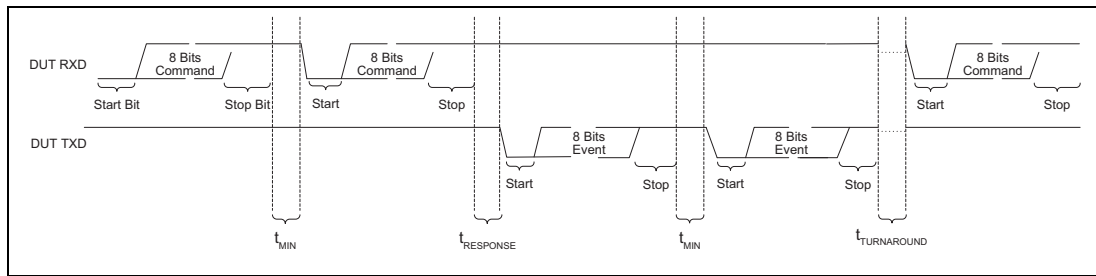 DUT RXD
8 Bits
Command
8 Bits
Command
8 Bits
Command
Start Bit
Stop Bit
Start
Stop
Start
Stop
DUT TXD
8 Bits
Event
8 Bits
Event
Start
Stop
Start
Stop
tMIN
tRESPONSE
tMIN
tTURNAROUND